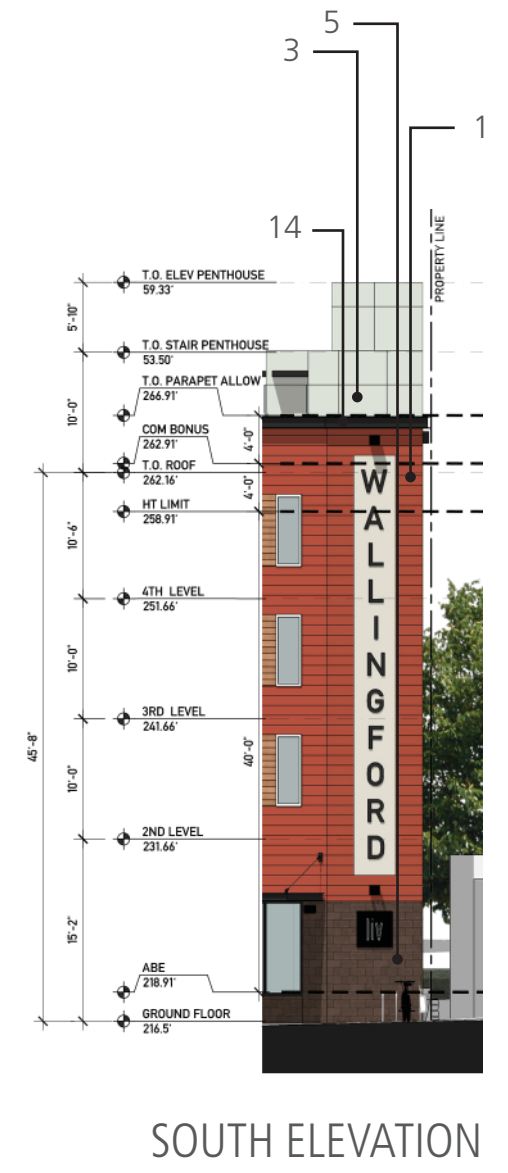 5
3
1
14
PROPERTY LINE
T.O. ELEV PENTHOUSE
59.33'
5'-10"
T.O. STAIR PENTHOUSE
53.50'
T.O. PARAPET ALLOW
266.91'
10'-0"
4'-0"
COM BONUS
262.91'
T.O. ROOF
262.16'
4'-0"
HT LIMIT
258.91'
10'-6"
4TH LEVEL
251.66'
10'-0"
3RD LEVEL
241.66'
45'-8"
40'-0"
10'-0"
2ND LEVEL
231.66'
15'-2"
ABE
218.91'
GROUND FLOOR
216.5'
WALLINGFORD
liv
SOUTH ELEVATION